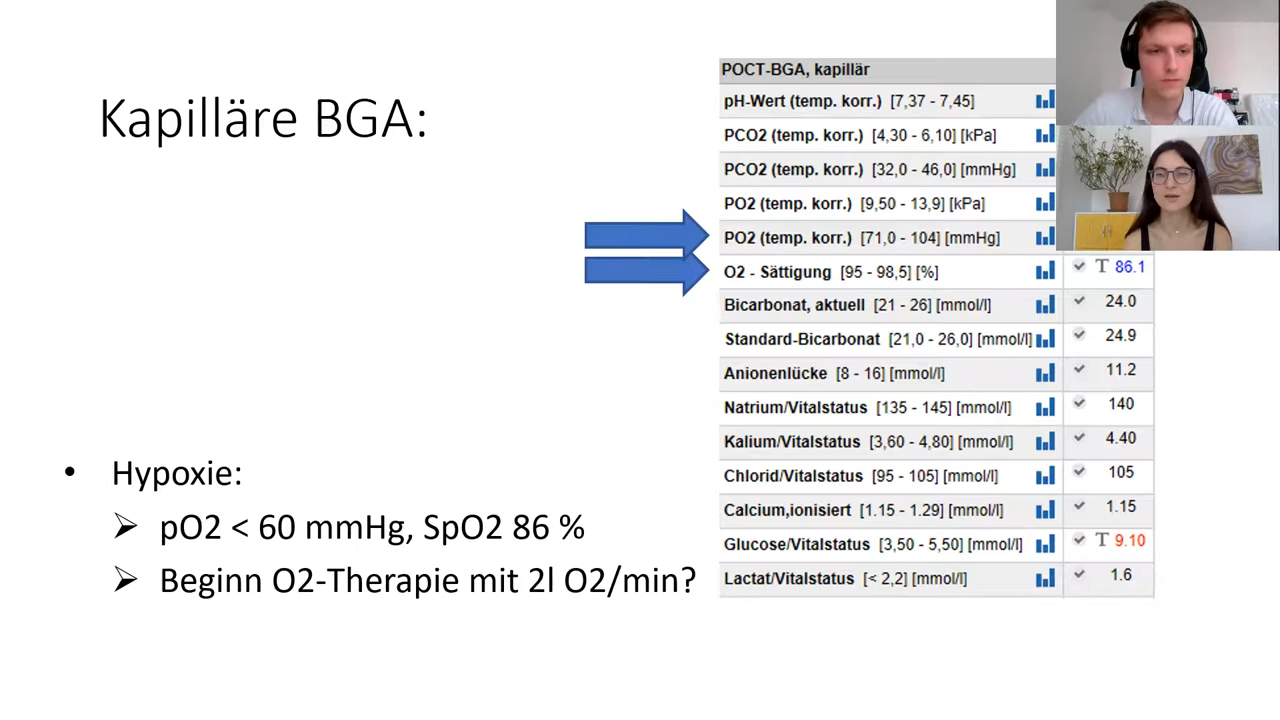 Kapilläre BGA:
POCT-BGA, kapillär
pH-Wert (temp. korr.) [7,37 - 7,45]
PCO2 (temp. korr.) [4,30 - 6,10] [kPa]
PCO2 (temp. korr.) [32,0 - 46,0] [mmHg]
PO2 (temp. korr.) [9,50 - 13,9] [kPa]
PO2 (temp. korr.) [71,0 - 104] [mmHg]
O2 - Sättigung [95 - 98,5] [%] T 86.1
Bicarbonat, aktuell [21 - 26] [mmol/l] 24.0
Standard-Bicarbonat [21,0 - 26,0] [mmol/l] 24.9
Anionenlücke [8 - 16] [mmol/l] 11.2
Natrium/Vitalstatus [135 - 145] [mmol/l] 140
Kalium/Vitalstatus [3,60 - 4,80] [mmol/l] 4.40
Chlorid/Vitalstatus [95 - 105] [mmol/l] 105
Calcium,ionisiert [1.15 - 1.29] [mmol/l] 1.15
Glucose/Vitalstatus [3,50 - 5,50] [mmol/l] T 9.10
Lactat/Vitalstatus [< 2,2] [mmol/l] 1.6
• Hypoxie:
➢ pO2 < 60 mmHg, SpO2 86 %
➢ Beginn O2-Therapie mit 2l O2/min?